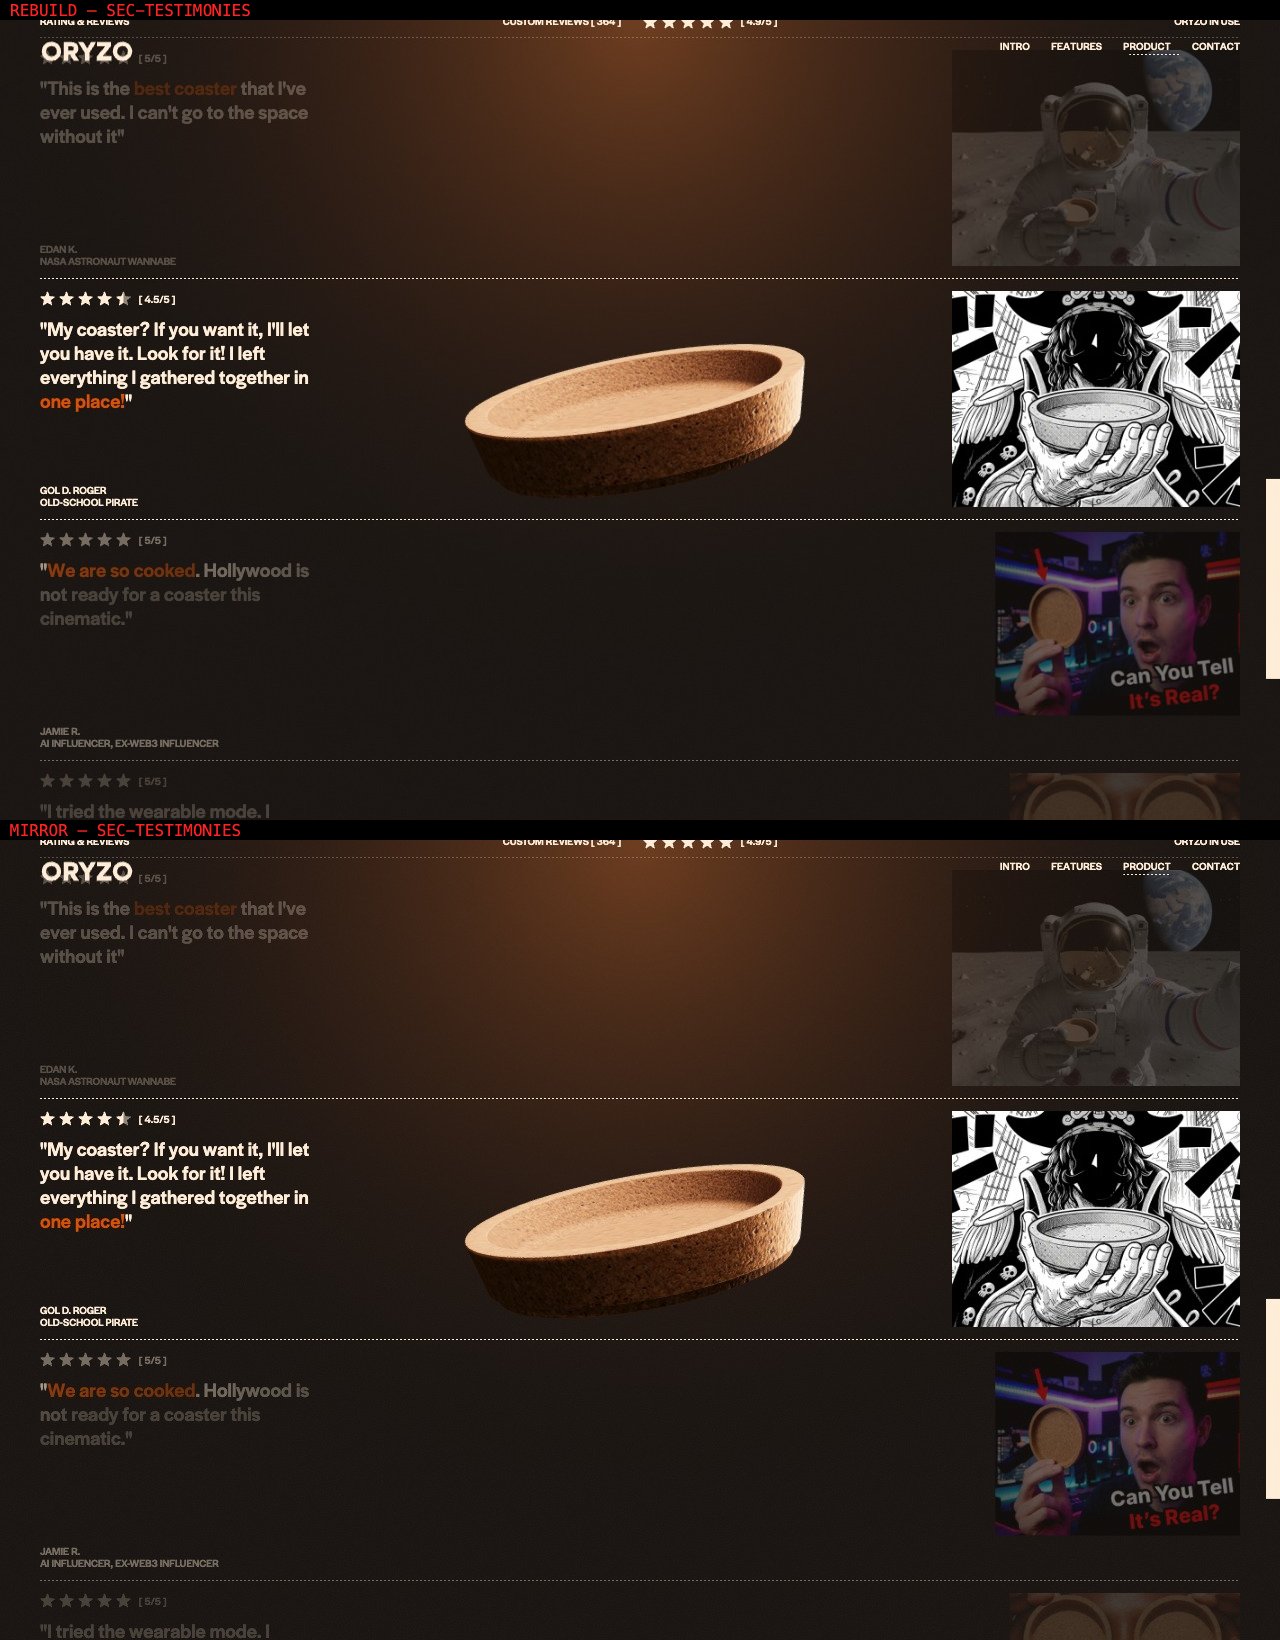 REBUILD — SEC-TESTIMONIES
RATING & REVIEWS
CUSTOM REVIEWS [ 364 ]
[ 4.9/5 ]
ORYZO IN USE
ORYZO
[ 5/5 ]
INTRO
FEATURES
PRODUCT
CONTACT
"This is the best coaster that I've
ever used. I can't go to the space
without it"
EDAN K.
NASA ASTRONAUT WANNABE
[ 4.5/5 ]
"My coaster? If you want it, I'll let
you have it. Look for it! I left
everything I gathered together in
one place!"
GOL D. ROGER
OLD-SCHOOL PIRATE
[ 5/5 ]
"We are so cooked. Hollywood is
not ready for a coaster this
cinematic."
Can You Tell
It's Real?
JAMIE R.
AI INFLUENCER, EX-WEB3 INFLUENCER
[ 5/5 ]
"I tried the wearable mode. I
MIRROR — SEC-TESTIMONIES
RATING & REVIEWS
CUSTOM REVIEWS [ 364 ]
[ 4.9/5 ]
ORYZO IN USE
ORYZO
[ 5/5 ]
INTRO
FEATURES
PRODUCT
CONTACT
"This is the best coaster that I've
ever used. I can't go to the space
without it"
EDAN K.
NASA ASTRONAUT WANNABE
[ 4.5/5 ]
"My coaster? If you want it, I'll let
you have it. Look for it! I left
everything I gathered together in
one place!"
GOL D. ROGER
OLD-SCHOOL PIRATE
[ 5/5 ]
"We are so cooked. Hollywood is
not ready for a coaster this
cinematic."
Can You Tell
It's Real?
JAMIE R.
AI INFLUENCER, EX-WEB3 INFLUENCER
[ 5/5 ]
"I tried the wearable mode. I